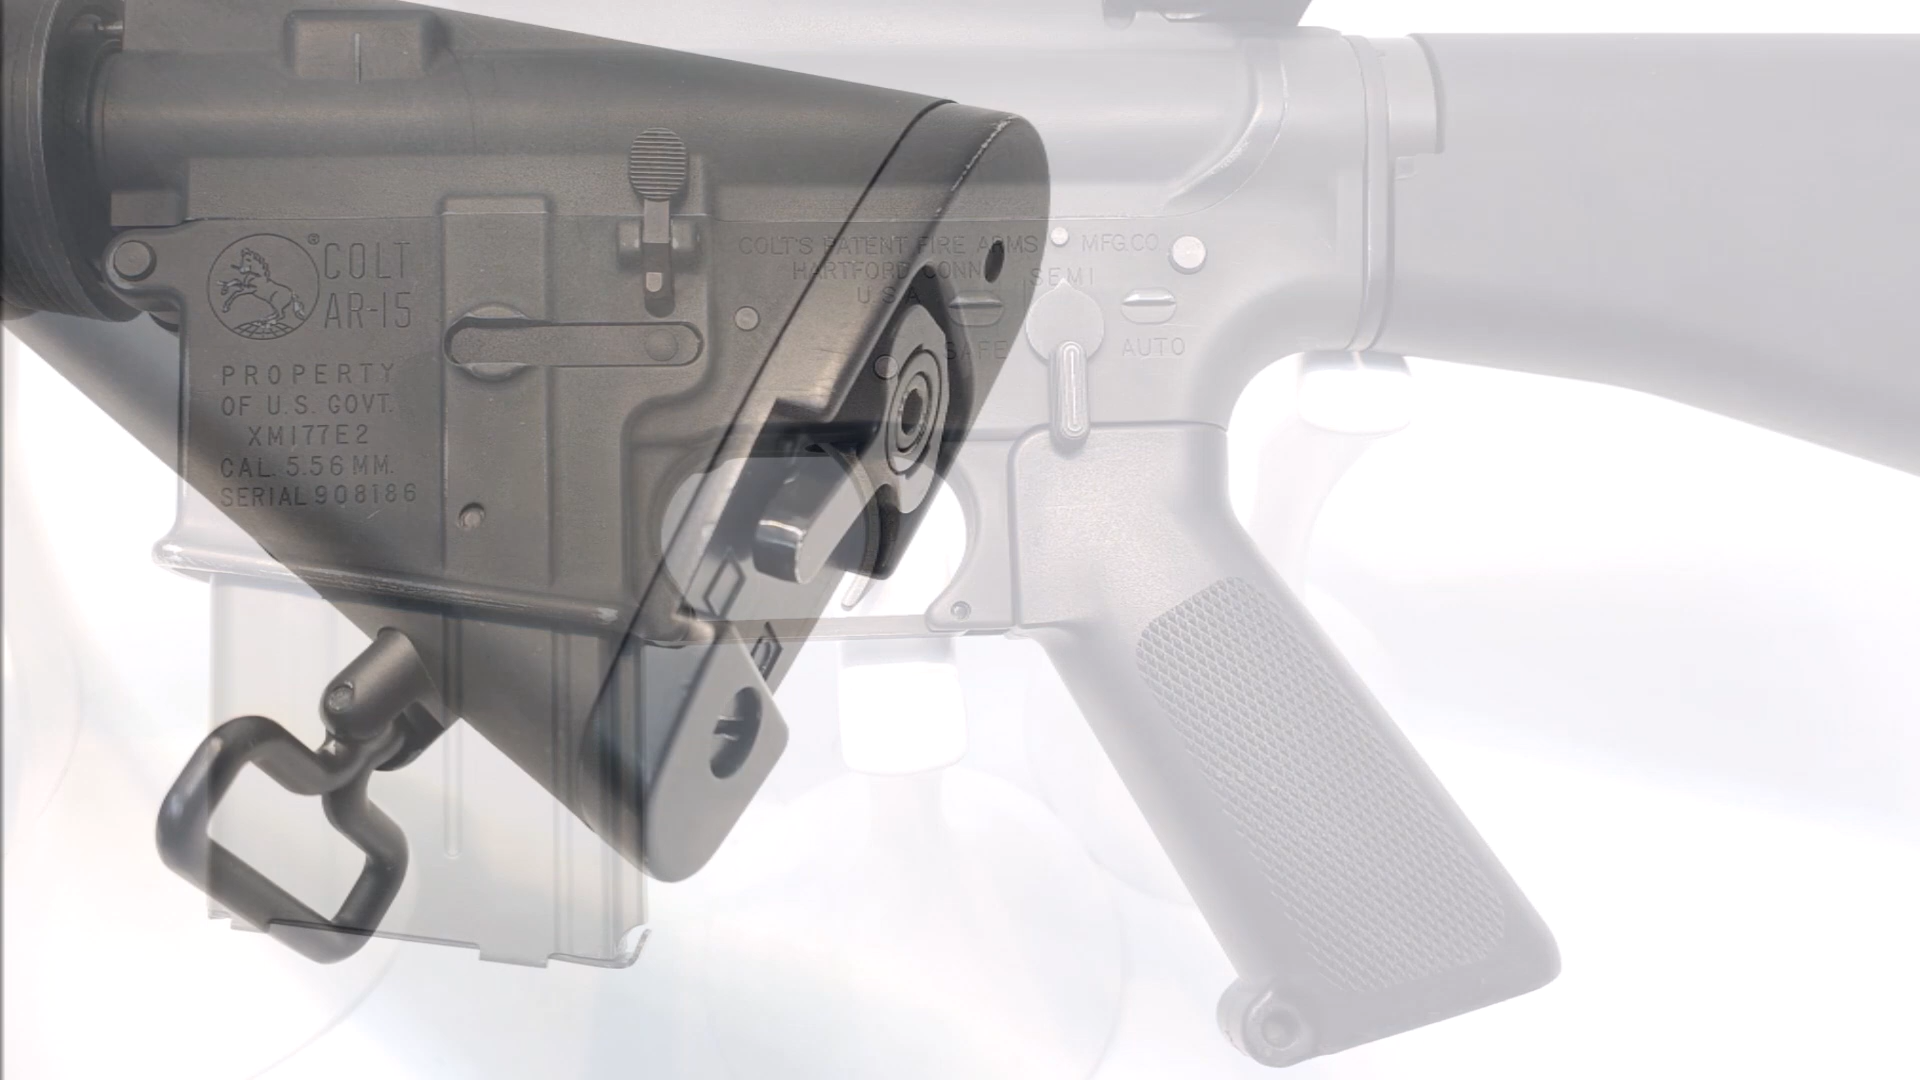 COLT
AR-15
PROPERTY
OF U.S. GOVT.
XM177E2
CAL. 5.56 MM.
SERIAL 908186
COLT'S PATENT FIRE ARMS MFG. CO.
HARTFORD, CONN.
U.S.A.
SEMI
SAFE
AUTO